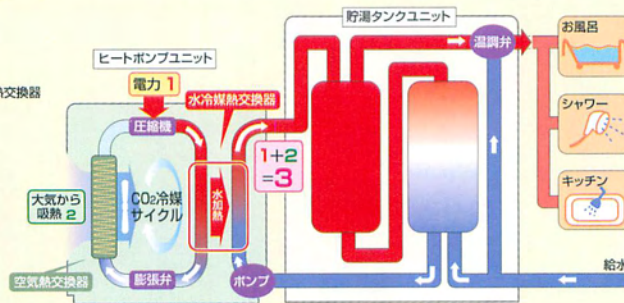 貯湯タンクユニット
ヒートポンプユニット
温調弁
お風呂
熱交換器
電力 1
水冷媒熱交換器
圧縮機
シャワー
1+2
=3
大気から
吸熱 2
CO2冷媒
サイクル
水加熱
キッチン
空気熱交換器
膨張弁
ポンプ
給水